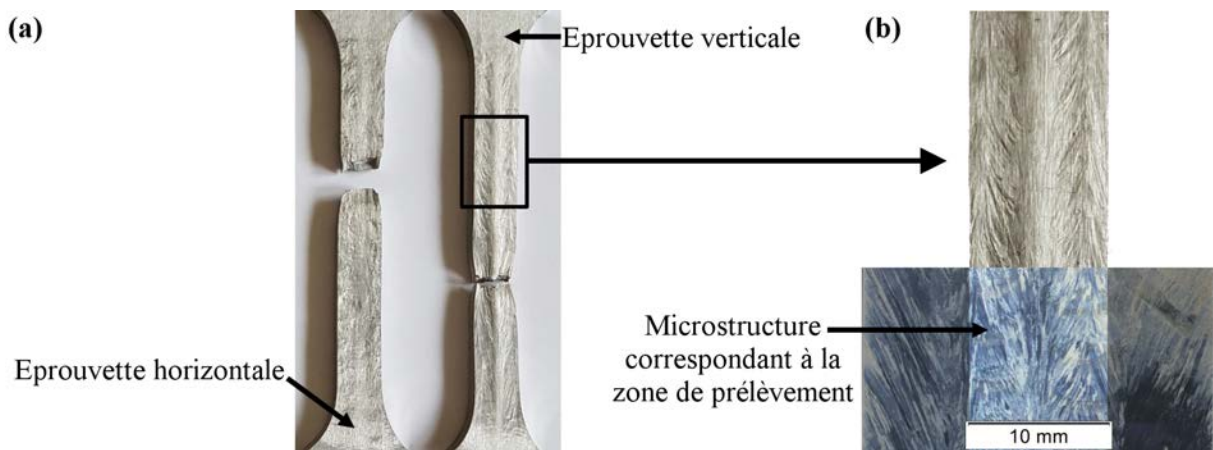 (a)
Eprouvette verticale
(b)
Microstructure
correspondant à la
zone de prélèvement
Eprouvette horizontale
10 mm